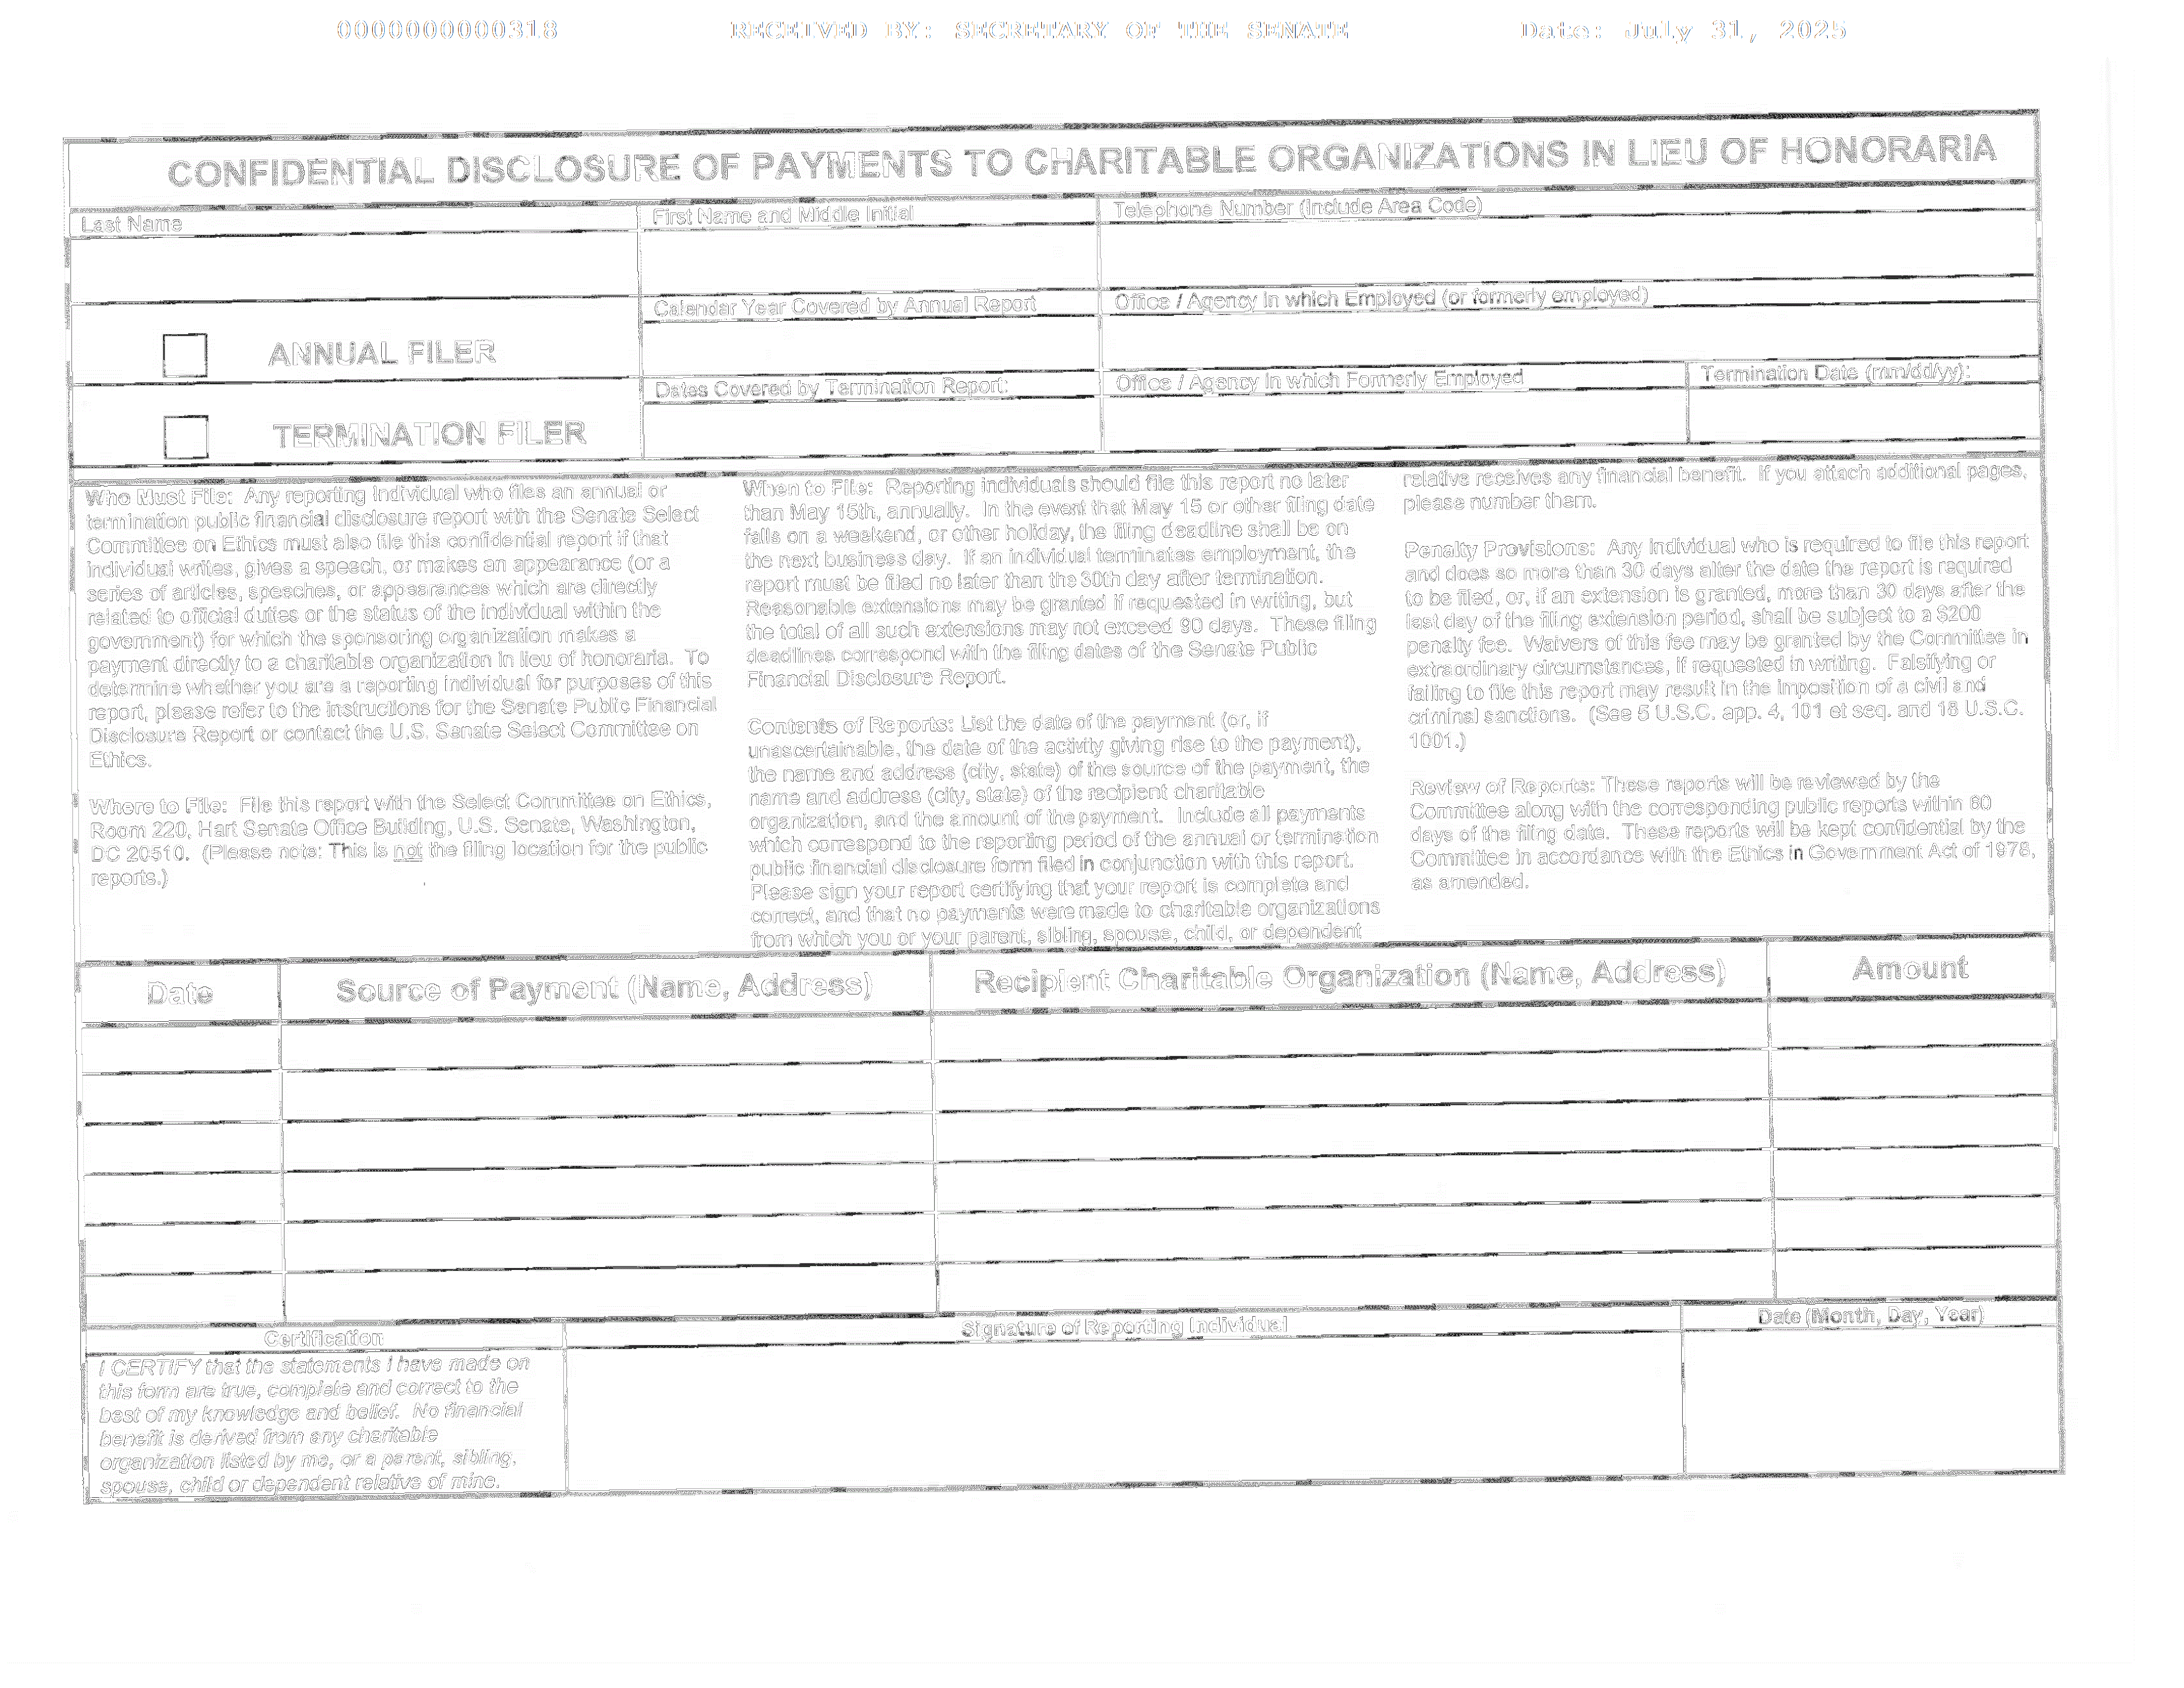 0000000000318 RECEIVED BY: SECRETARY OF THE SENATE Date: July 31, 2025
CONFIDENTIAL DISCLOSURE OF PAYMENTS TO CHARITABLE ORGANIZATIONS IN LIEU OF HONORARIA
Last Name
First Name and Middle Initial
Telephone Number (Include Area Code)
Calendar Year Covered by Annual Report
Office / Agency In which Employed (or formerly employed)
ANNUAL FILER
Dates Covered by Termination Report:
Office / Agency In which Formerly Employed
Termination Date (mm/dd/yy):
TERMINATION FILER
Who Must File: Any reporting individual who files an annual or
termination public financial disclosure report with the Senate Select
Committee on Ethics must also file this confidential report if that
individual writes, gives a speech, or makes an appearance (or a
series of articles, speeches, or appearances which are directly
related to official duties or the status of the individual within the
government) for which the sponsoring organization makes a
payment directly to a charitable organization in lieu of honoraria. To
determine whether you are a reporting individual for purposes of this
report, please refer to the instructions for the Senate Public Financial
Disclosure Report or contact the U.S. Senate Select Committee on
Ethics.
Where to File: File this report with the Select Committee on Ethics,
Room 220, Hart Senate Office Building, U.S. Senate, Washington,
DC 20510. (Please note: This is not the filing location for the public
reports.)
When to File: Reporting individuals should file this report no later
than May 15th, annually. In the event that May 15 or other filing date
falls on a weekend, or other holiday, the filing deadline shall be on
the next business day. If an individual terminates employment, the
report must be filed no later than the 30th day after termination.
Reasonable extensions may be granted if requested in writing, but
the total of all such extensions may not exceed 90 days. These filing
deadlines correspond with the filing dates of the Senate Public
Financial Disclosure Report.
Contents of Reports: List the date of the payment (or, if
unascertainable, the date of the activity giving rise to the payment),
the name and address (city, state) of the source of the payment, the
name and address (city, state) of the recipient charitable
organization, and the amount of the payment. Include all payments
which correspond to the reporting period of the annual or termination
public financial disclosure form filed in conjunction with this report.
Please sign your report certifying that your report is complete and
correct, and that no payments were made to charitable organizations
from which you or your parent, sibling, spouse, child, or dependent
relative receives any financial benefit. If you attach additional pages,
please number them.
Penalty Provisions: Any individual who is required to file this report
and does so more than 30 days after the date the report is required
to be filed, or, if an extension is granted, more than 30 days after the
last day of the filing extension period, shall be subject to a $200
penalty fee. Waivers of this fee may be granted by the Committee in
extraordinary circumstances, if requested in writing. Falsifying or
failing to file this report may result in the imposition of a civil and
criminal sanctions. (See 5 U.S.C. app. 4, 101 et seq. and 18 U.S.C.
1001.)
Review of Reports: These reports will be reviewed by the
Committee along with the corresponding public reports within 60
days of the filing date. These reports will be kept confidential by the
Committee in accordance with the Ethics in Government Act of 1978,
as amended.
Date
Source of Payment (Name, Address)
Recipient Charitable Organization (Name, Address)
Amount
Certification
Signature of Reporting Individual
Date (Month, Day, Year)
I CERTIFY that the statements I have made on
this form are true, complete and correct to the
best of my knowledge and belief. No financial
benefit is derived from any charitable
organization listed by me, or a parent, sibling,
spouse, child or dependent relative of mine.